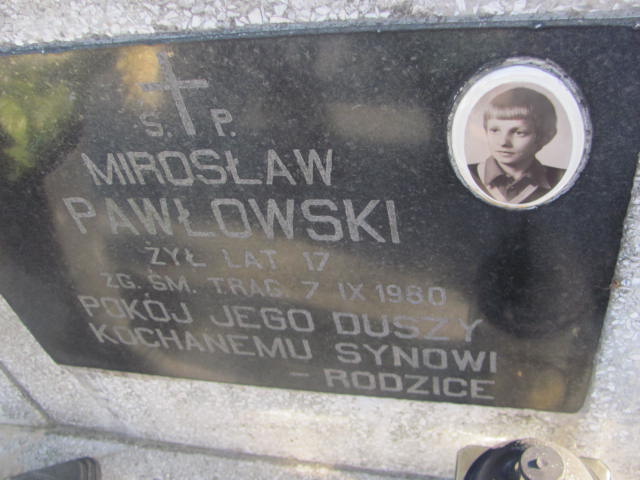 Ś. P.
MIROSŁAW
PAWŁOWSKI
ŻYŁ LAT 17
ZG. ŚM. TRAG. 7 IX 1980
POKÓJ JEGO DUSZY
KOCHANEMU SYNOWI
– RODZICE